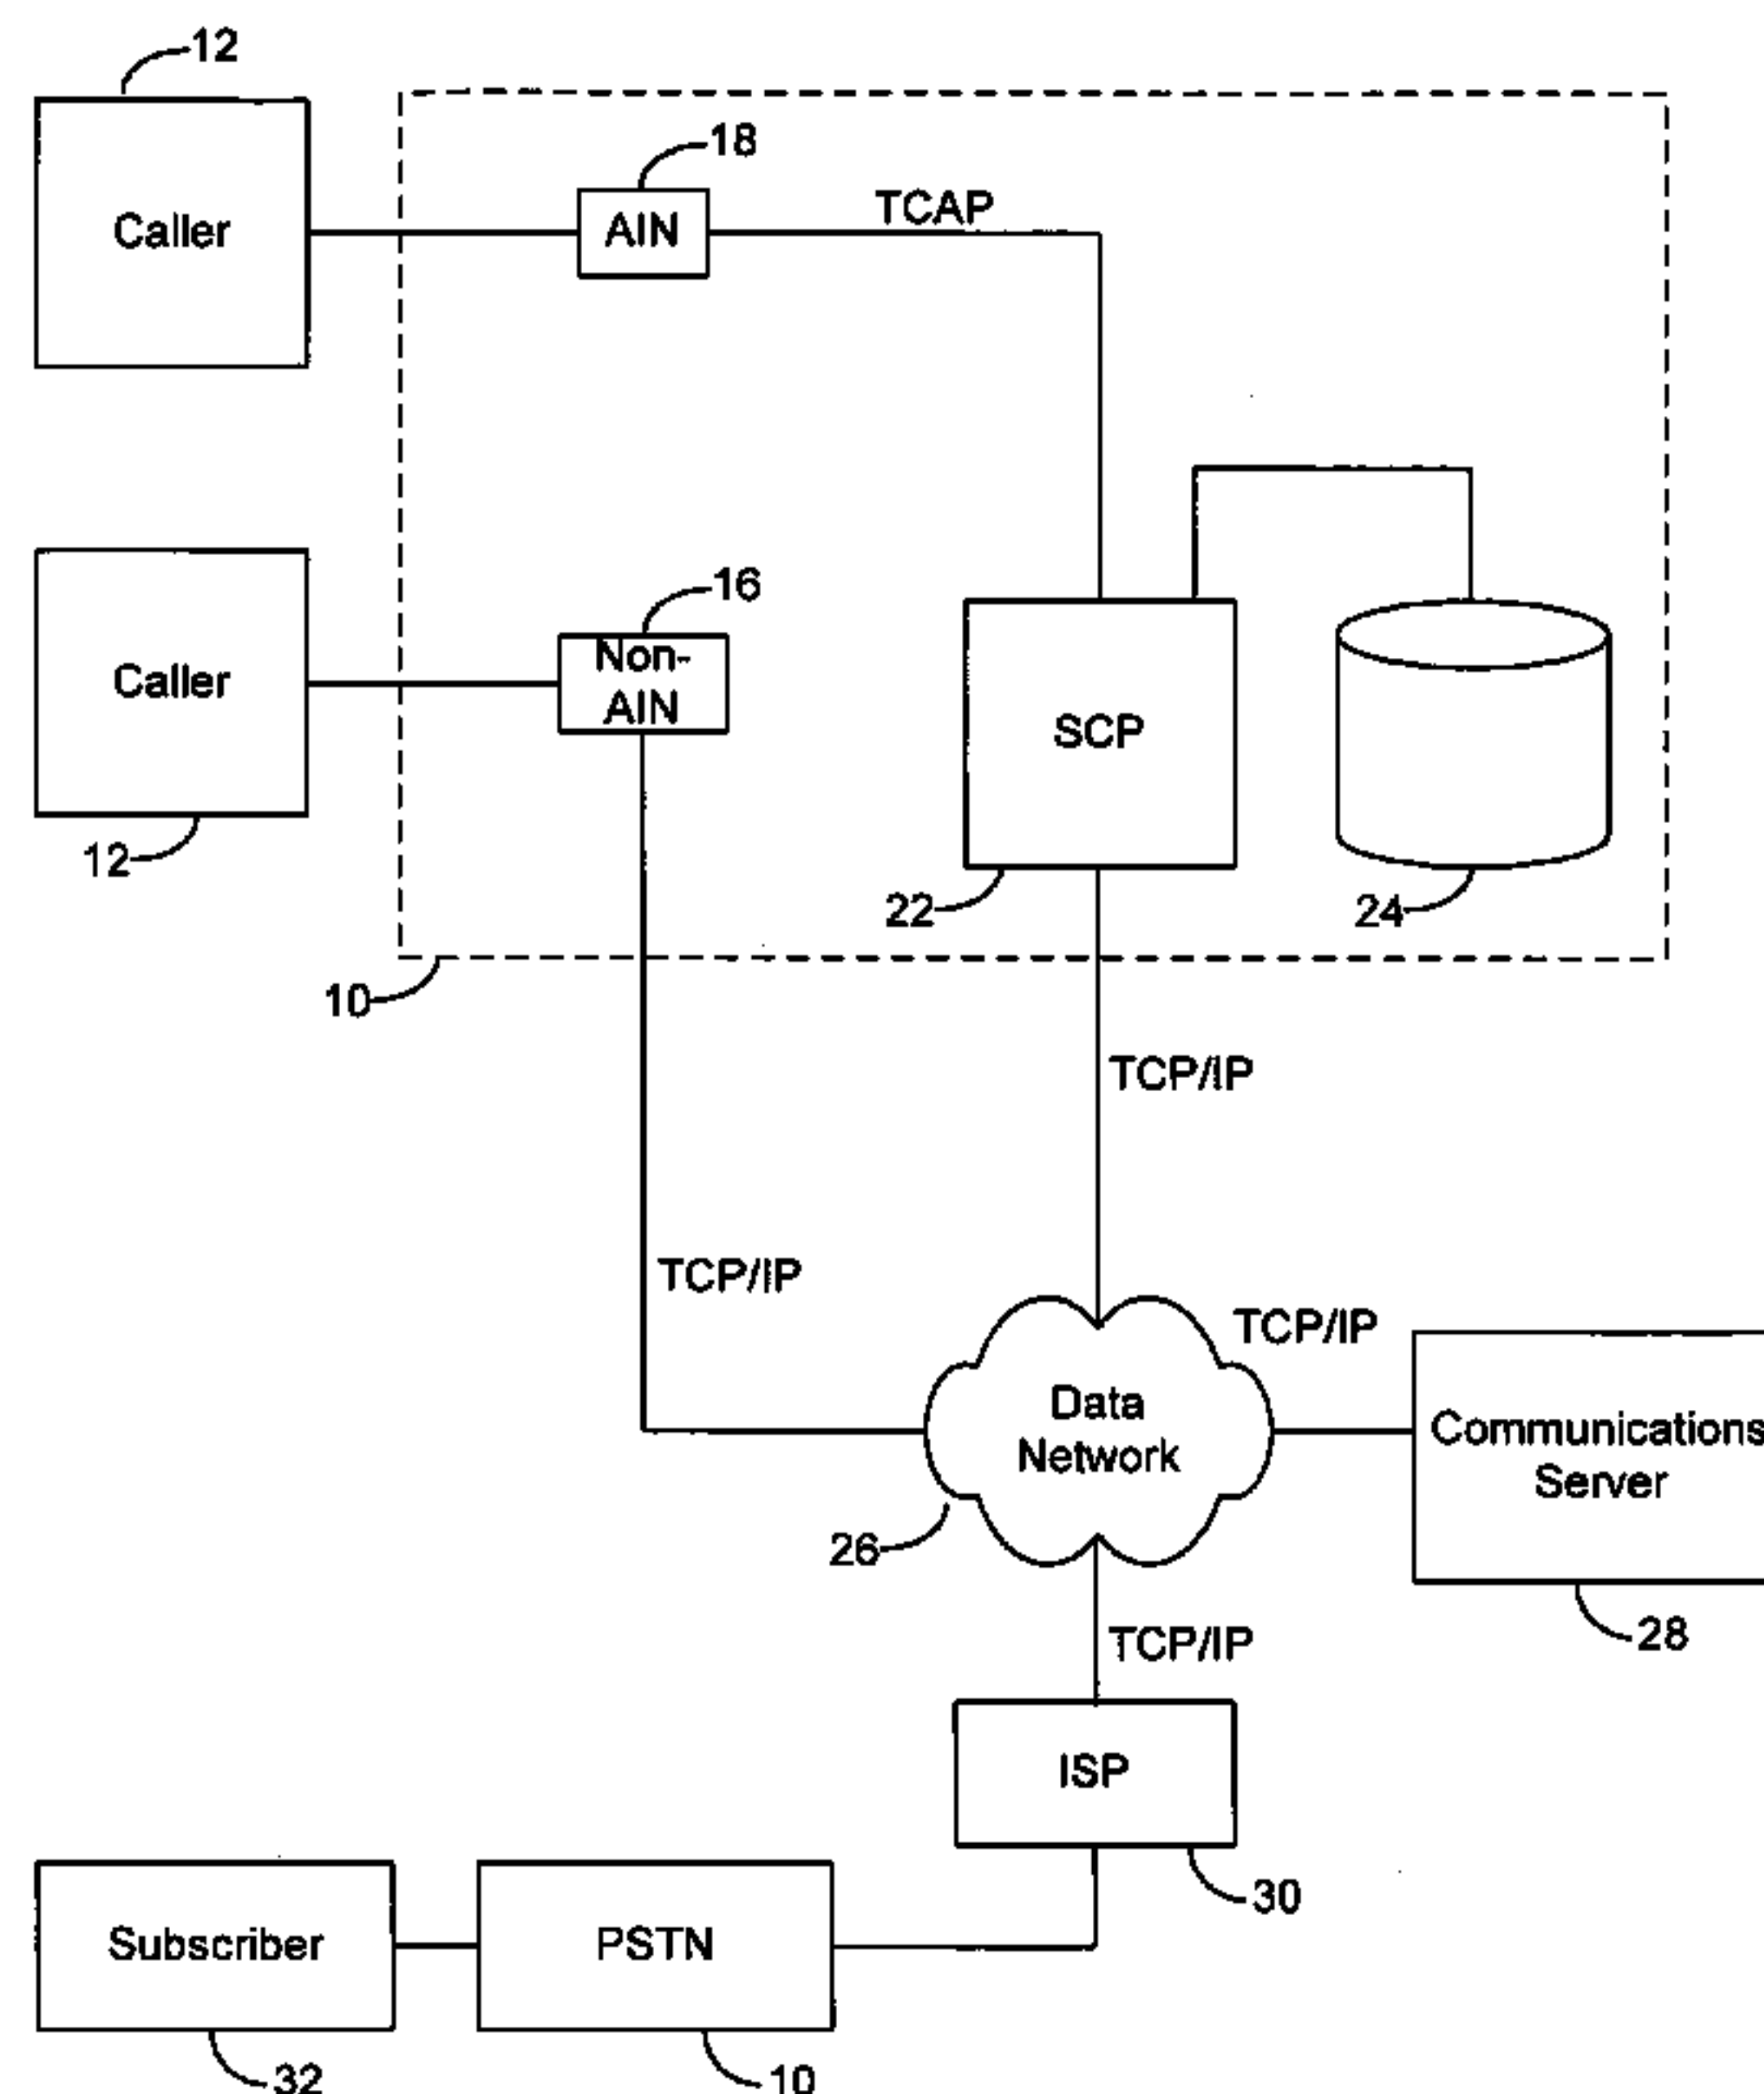 12
18
Caller
AIN
TCAP
16
Caller
Non-
AIN
SCP
12
22
24
10
TCP/IP
TCP/IP
TCP/IP
Data
Network
Communications
Server
26
TCP/IP
28
ISP
30
Subscriber
PSTN
32
10